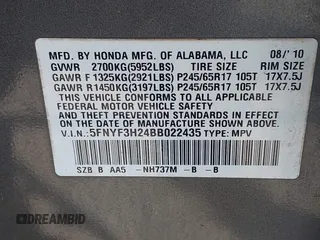 MFD. BY HONDA MFG. OF ALABAMA, LLC 08/'10
GVWR 2700KG(5952LBS) TIRE SIZE RIM SIZE
GAWR F 1325KG(2921LBS) P245/65R17 105T 17X7.5J
GAWR R 1450KG(3197LBS) P245/65R17 105T 17X7.5J
THIS VEHICLE CONFORMS TO ALL APPLICABLE
FEDERAL MOTOR VEHICLE SAFETY AND THEFT
PREVENTION STANDARDS IN EFFECT ON THE DATE OF
MANUFACTURE SHOWN ABOVE.
V.I.N.: 5FNYF3H24BB022435 TYPE: MPV
SZB B AA5 -NH737M -B -B
DREAMBID